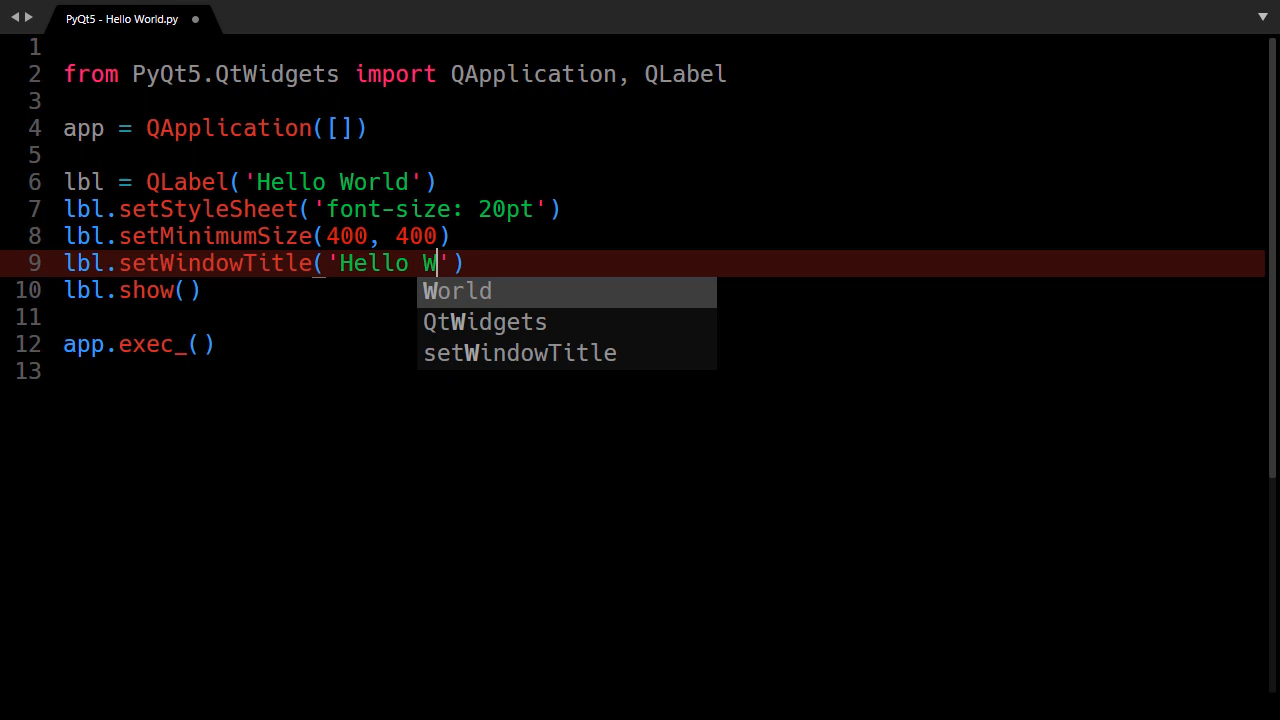 PyQt5 - Hello World.py
1
2 from PyQt5.QtWidgets import QApplication, QLabel
3
4 app = QApplication([])
5
6 lbl = QLabel('Hello World')
7 lbl.setStyleSheet('font-size: 20pt')
8 lbl.setMinimumSize(400, 400)
9 lbl.setWindowTitle('Hello W')
10 lbl.show()
World
QtWidgets
setWindowTitle
11
12 app.exec_()
13